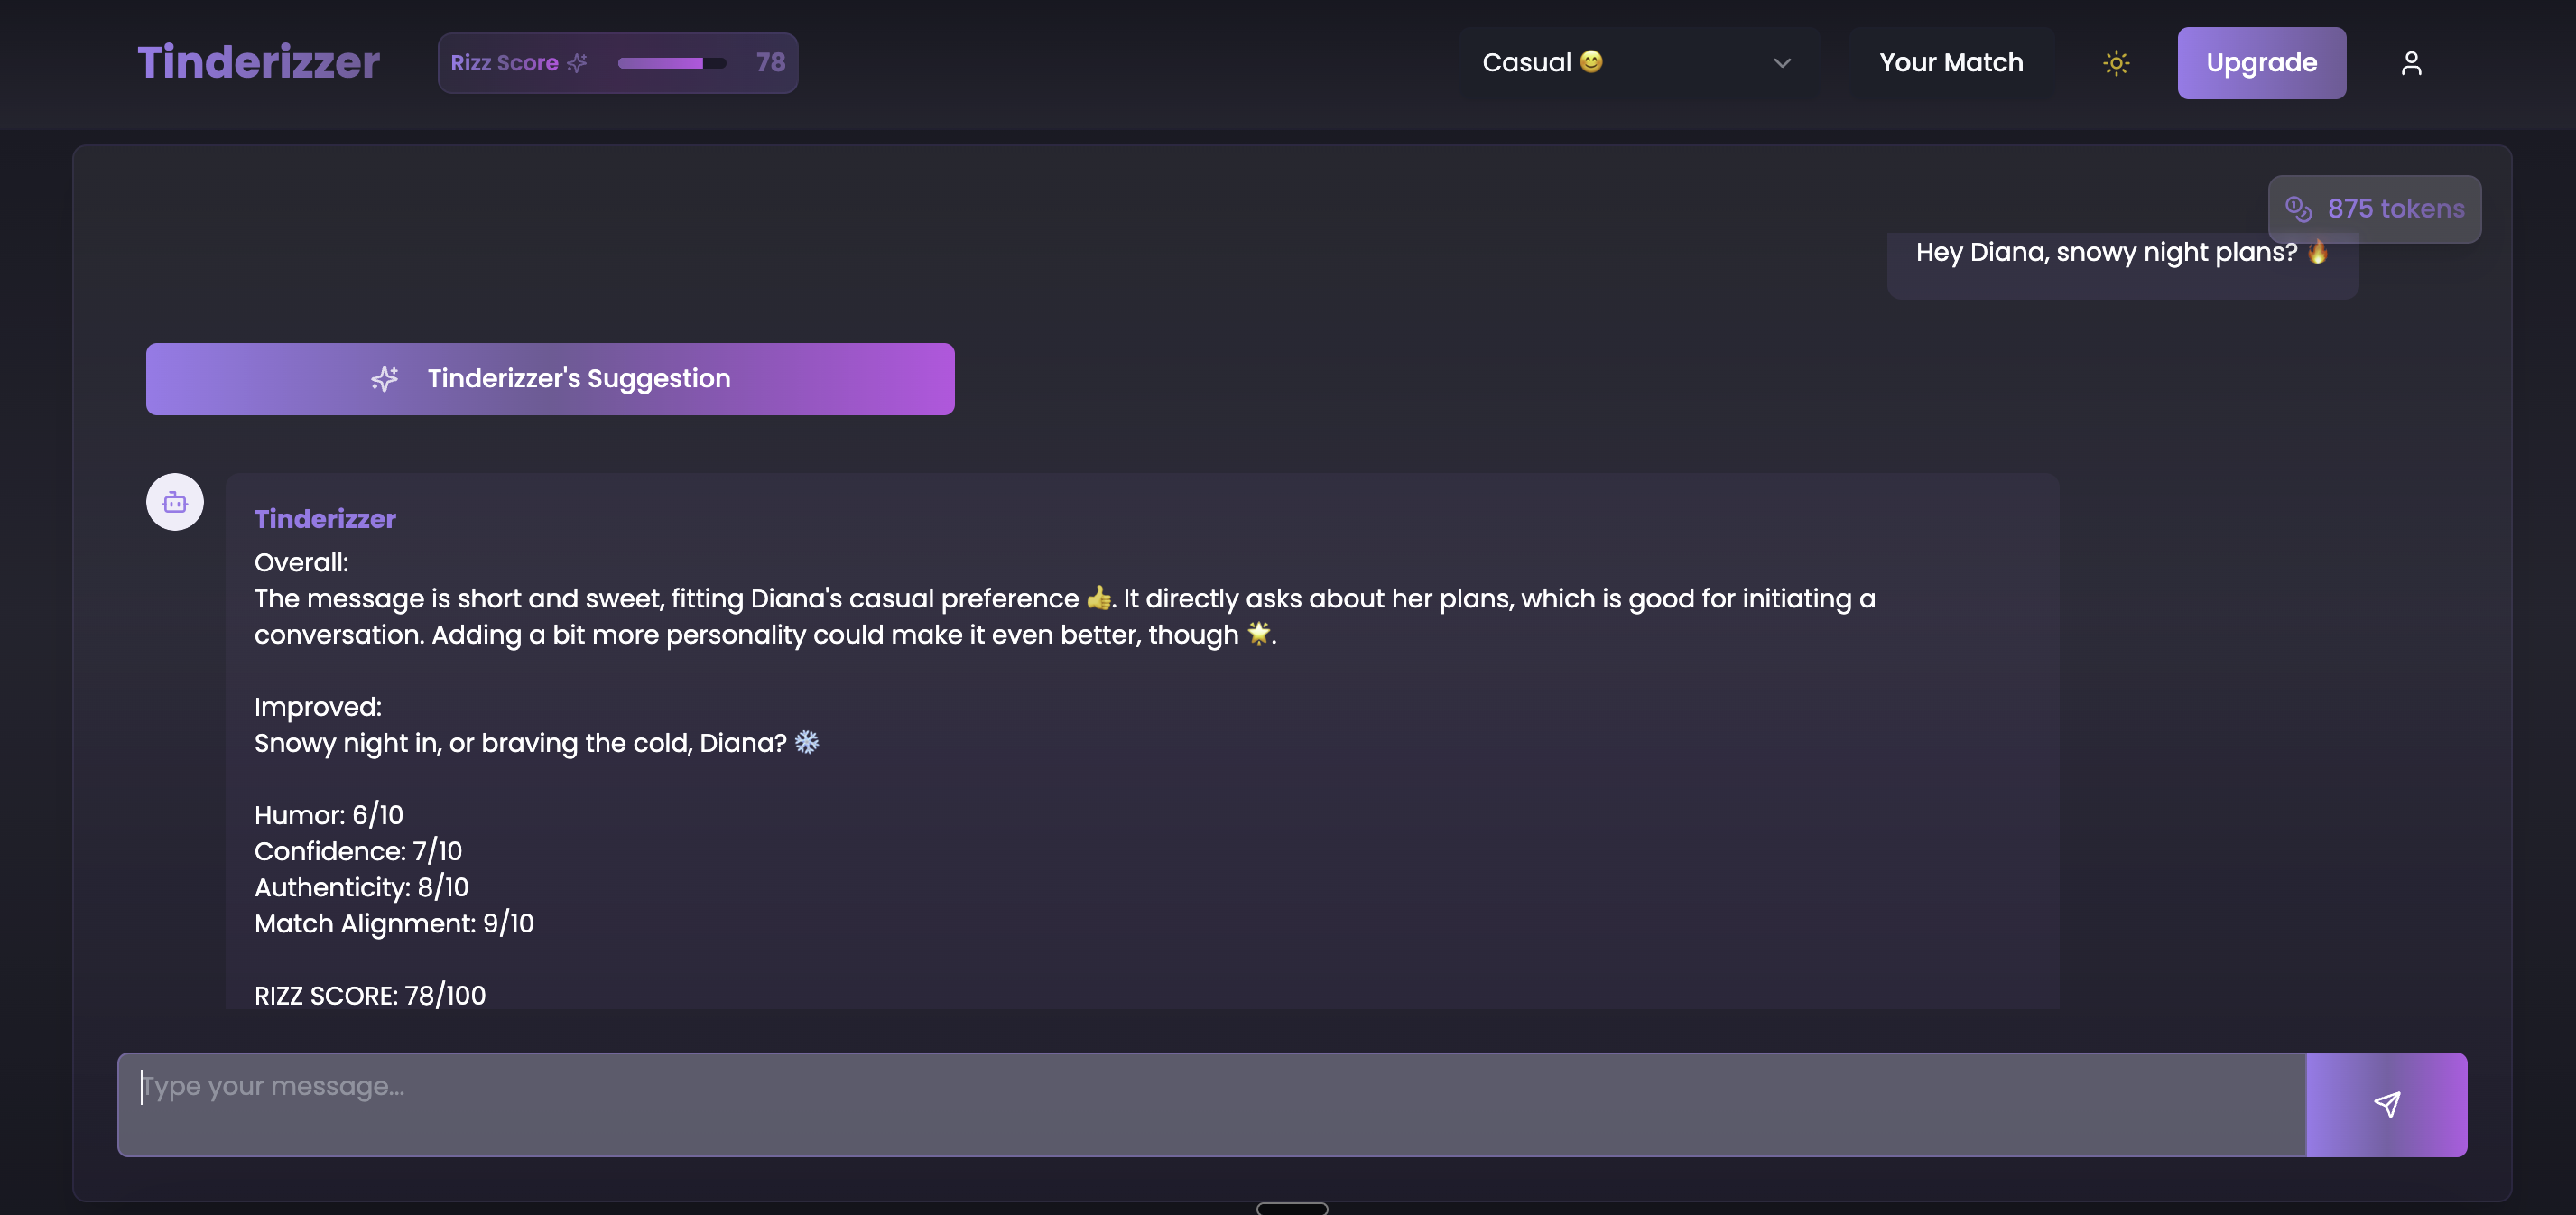 Tinderizzer
Rizz Score 78
Casual 😊
Your Match
Upgrade
875 tokens
Hey Diana, snowy night plans? 🔥
Tinderizzer's Suggestion
Tinderizzer
Overall:
The message is short and sweet, fitting Diana's casual preference 👍. It directly asks about her plans, which is good for initiating a
conversation. Adding a bit more personality could make it even better, though 🌟.
Improved:
Snowy night in, or braving the cold, Diana? ❄️
Humor: 6/10
Confidence: 7/10
Authenticity: 8/10
Match Alignment: 9/10
RIZZ SCORE: 78/100
Type your message...